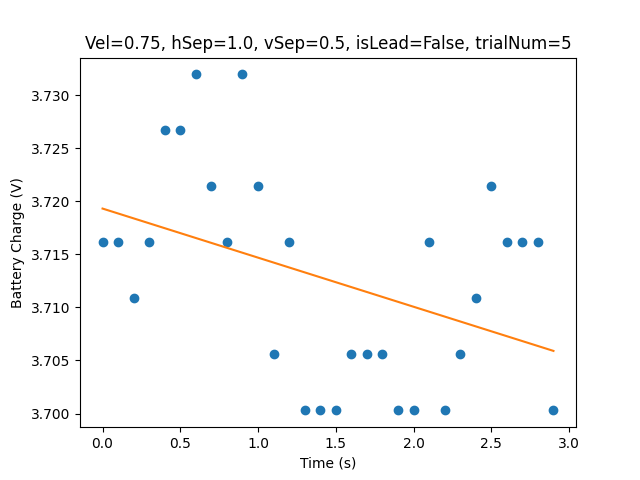 Vel=0.75, hSep=1.0, vSep=0.5, isLead=False, trialNum=5
Battery Charge (V)
3.730
3.725
3.720
3.715
3.710
3.705
3.700
0.0 0.5 1.0 1.5 2.0 2.5 3.0
Time (s)